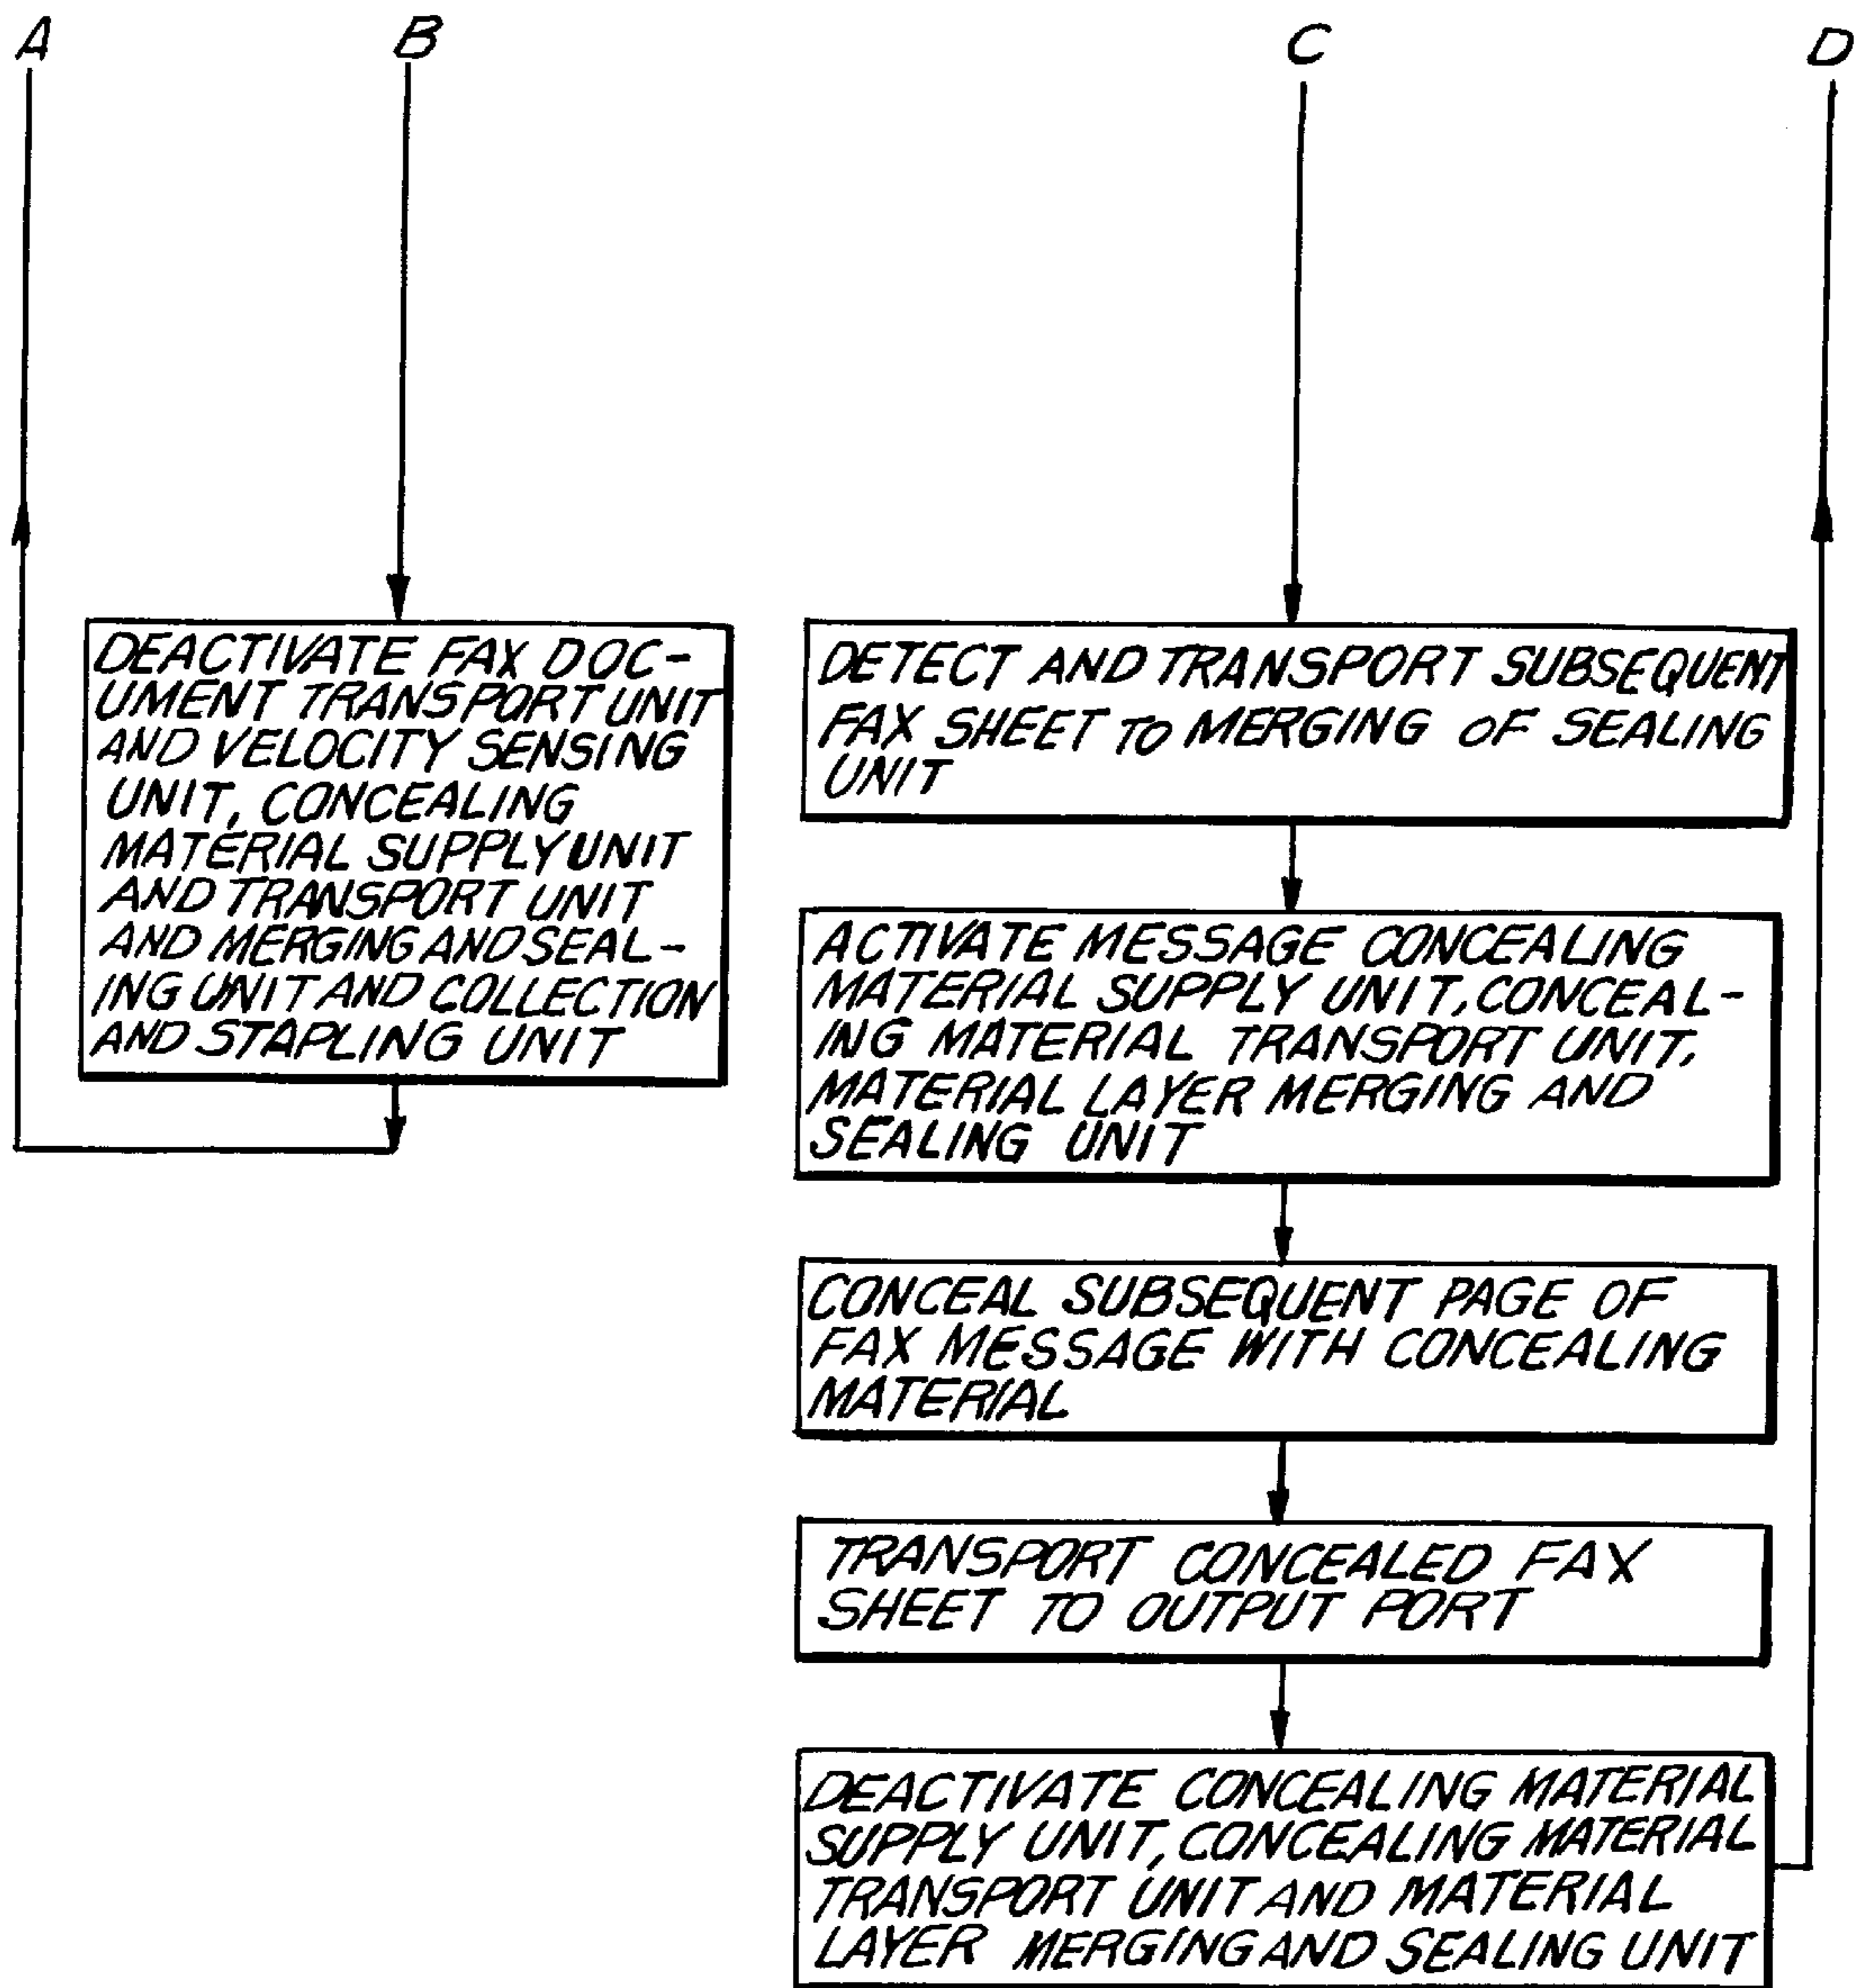 A
B
C
D
DEACTIVATE FAX DOC-
UMENT TRANSPORT UNIT
AND VELOCITY SENSING
UNIT, CONCEALING
MATERIAL SUPPLY UNIT
AND TRANSPORT UNIT
AND MERGING AND SEAL-
ING UNIT AND COLLECTION
AND STAPLING UNIT
DETECT AND TRANSPORT SUBSEQUENT
FAX SHEET TO MERGING OF SEALING
UNIT
ACTIVATE MESSAGE CONCEALING
MATERIAL SUPPLY UNIT, CONCEAL-
ING MATERIAL TRANSPORT UNIT,
MATERIAL LAYER MERGING AND
SEALING UNIT
CONCEAL SUBSEQUENT PAGE OF
FAX MESSAGE WITH CONCEALING
MATERIAL
TRANSPORT CONCEALED FAX
SHEET TO OUTPUT PORT
DEACTIVATE CONCEALING MATERIAL
SUPPLY UNIT, CONCEALING MATERIAL
TRANSPORT UNIT AND MATERIAL
LAYER MERGING AND SEALING UNIT